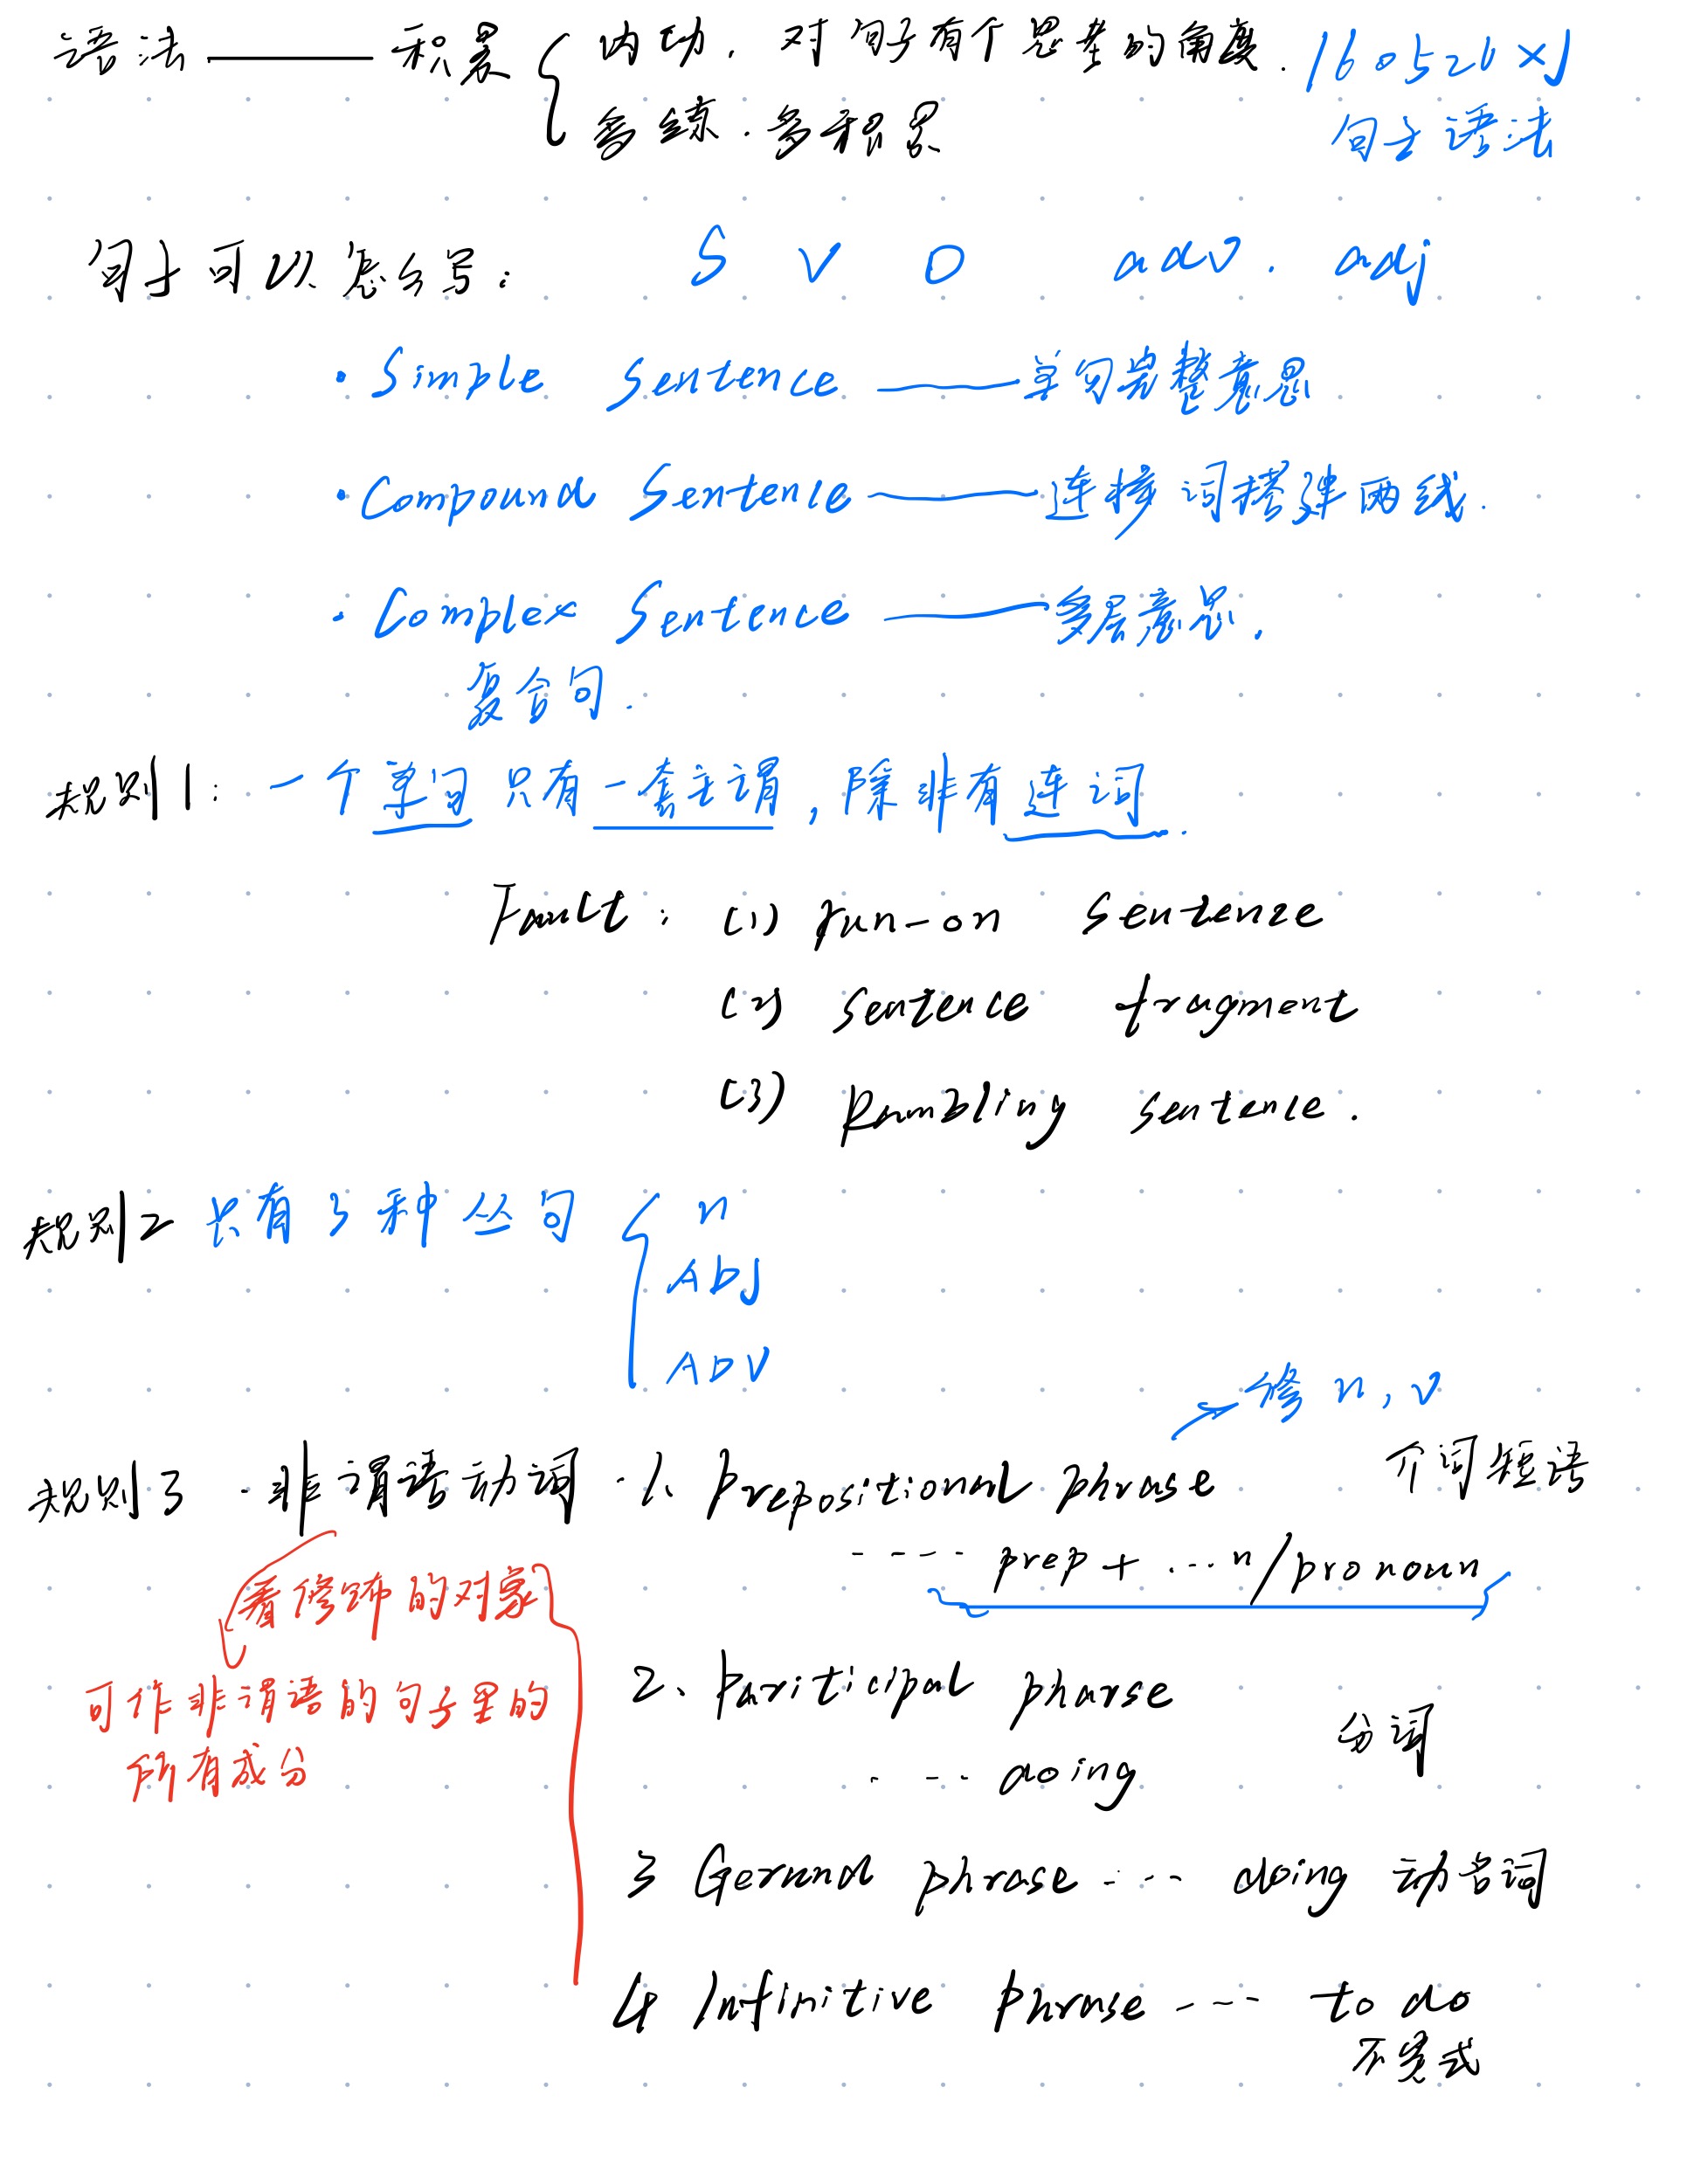 语法 —— 积累 { 内功, 对句子有个思考的角度. 160520 XJ
多练. 多积累 句子语法
句子可以怎么写: S V O adv. adj
· Simple Sentence —— 单句完整意思
· Compound Sentence —— 连接词搭建两线.
· Complex Sentence —— 多层意思.
复合句.
规则1: 一个单句只有一套主谓, 除非有连词.
Fault: (1) run-on sentence
(2) sentence fragment
(3) Rambling sentence.
规则2 只有3种丛句 { n
ADJ
ADV
→ 修 n, v
规则3 · 非谓语动词 · 1、prepositional phrase 介词短语
---- prep + ... n/pronoun
看修饰的对象
2、pariticipal pharse 分词
可作非谓语的句子里的
所有成分
---- doing
3 Gerund phrase ---- doing 动名词
4 Infinitive phrase ---- to do
不定式